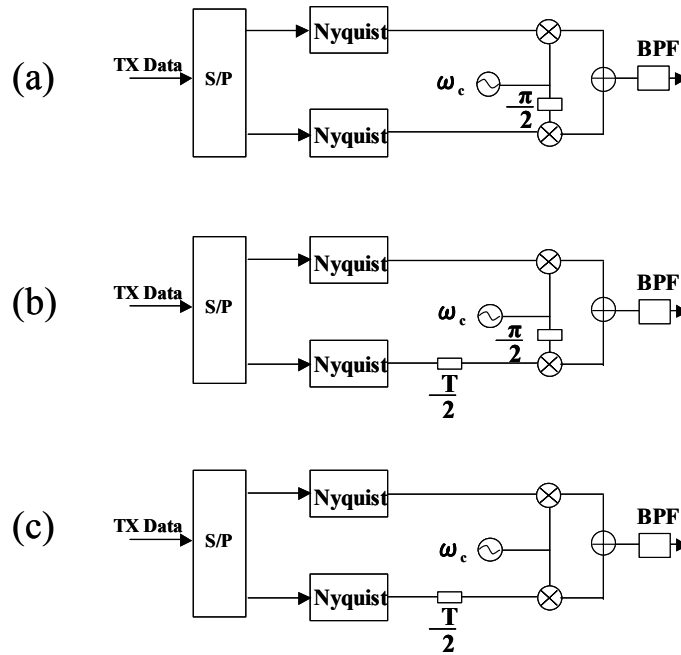 (a)
TX Data
S/P
Nyquist
Nyquist
ω c
π
2
BPF
(b)
TX Data
S/P
Nyquist
Nyquist
T
2
ω c
π
2
BPF
(c)
TX Data
S/P
Nyquist
Nyquist
T
2
ω c
BPF